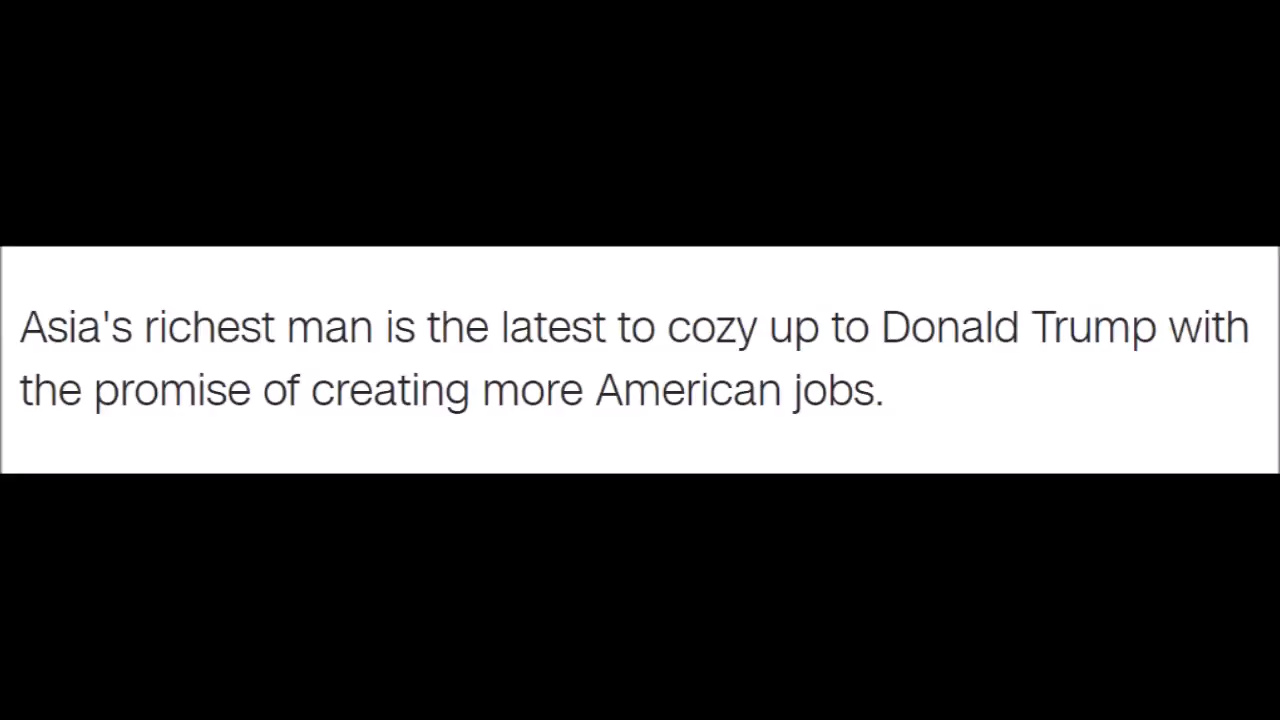 Asia's richest man is the latest to cozy up to Donald Trump with
the promise of creating more American jobs.